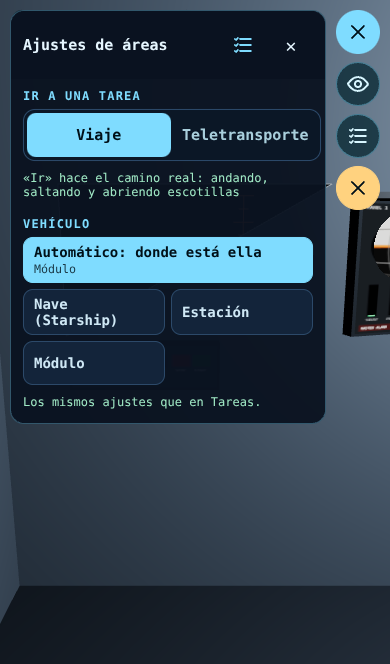 Ajustes de áreas
IR A UNA TAREA
Viaje
Teletransporte
«Ir» hace el camino real: andando,
saltando y abriendo escotillas
VEHÍCULO
Automático: donde está ella
Módulo
Nave
(Starship)
Estación
Módulo
Los mismos ajustes que en Tareas.